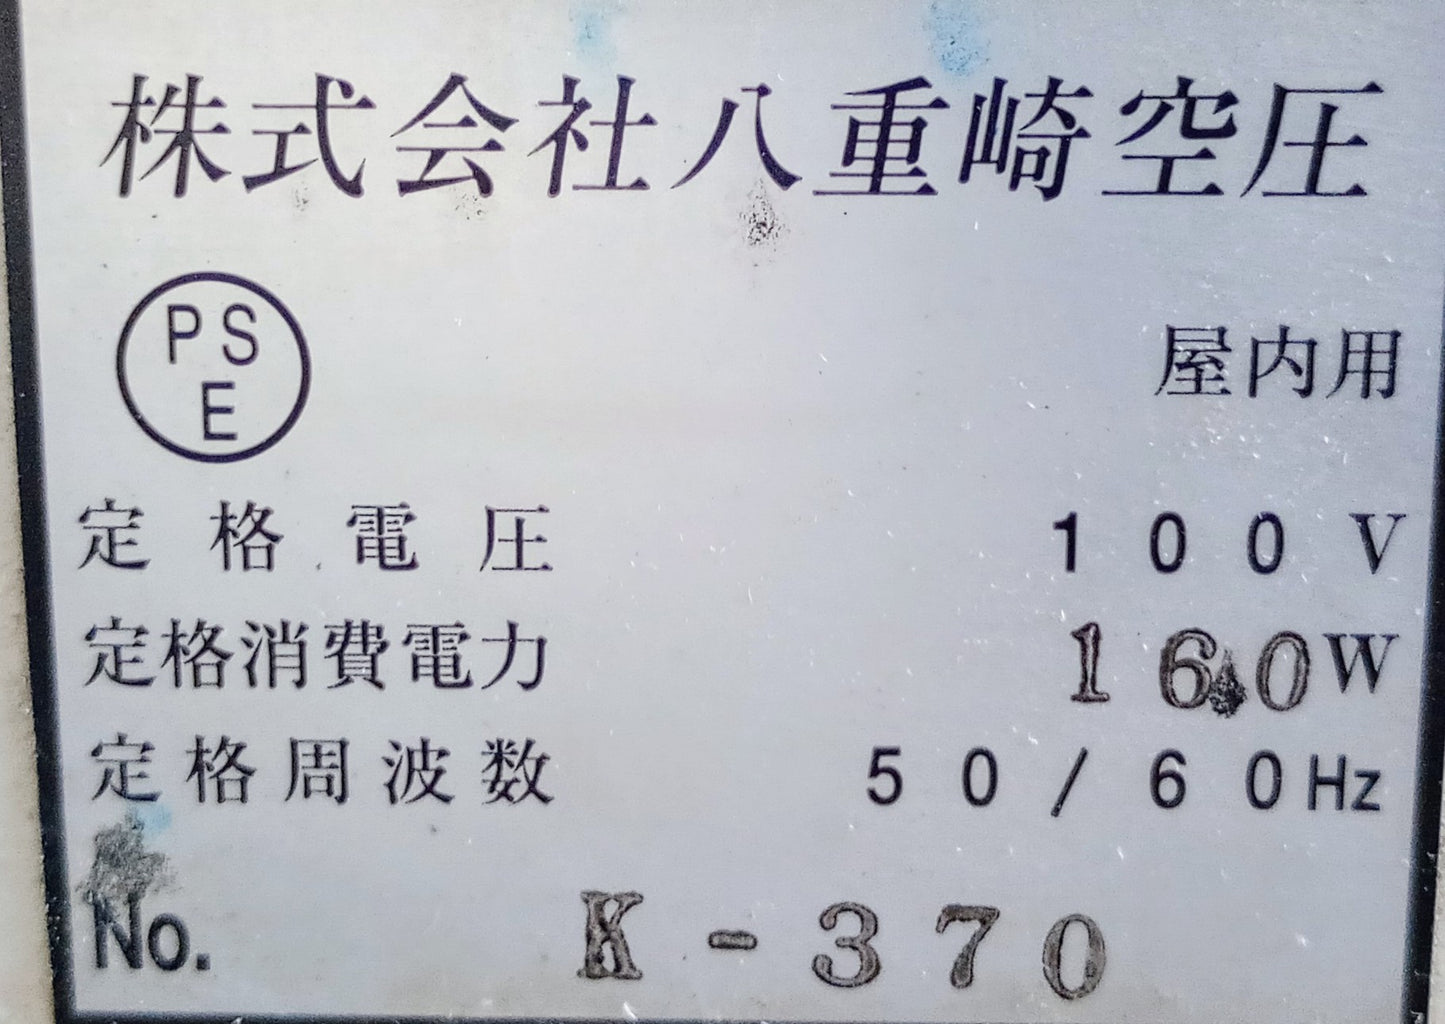 株式会社八重崎空圧
PS
E
屋内用
定格電圧 100V
定格消費電力 160W
定格周波数 50/60Hz
No. K-370